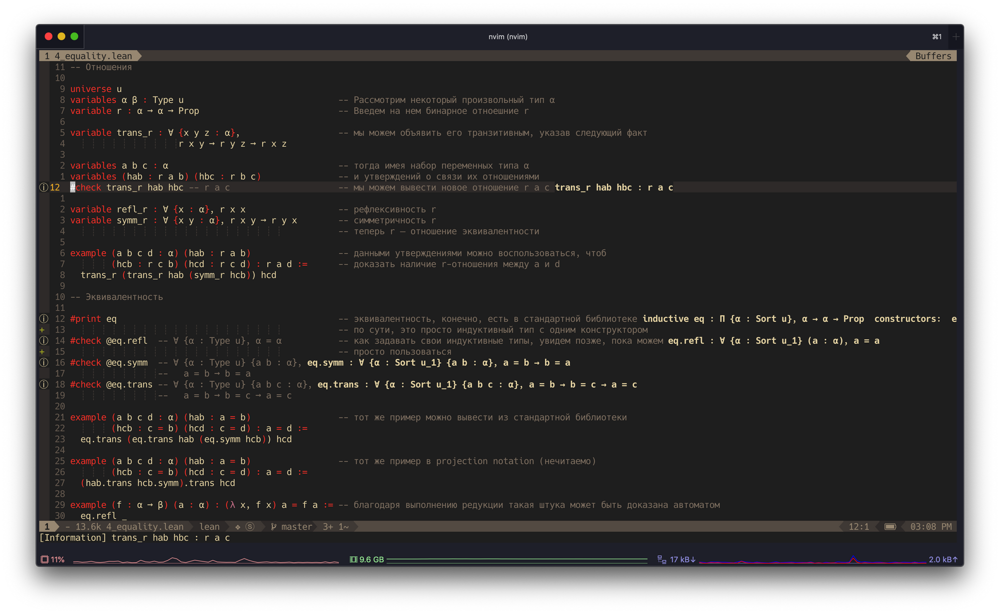 nvim (nvim)
⌘1
1 4_equality.lean
Buffers
11 -- Отношения
10
9 universe u
8 variables α β : Type u -- Рассмотрим некоторый произвольный тип α
7 variable r : α → α → Prop -- Введем на нем бинарное отноешние r
6
5 variable trans_r : ∀ {x y z : α}, -- мы можем объявить его транзитивным, указав следующий факт
4 r x y → r y z → r x z
3
2 variables a b c : α -- тогда имея набор переменных типа α
1 variables (hab : r a b) (hbc : r b c) -- и утверждений о связи их отношениями
12 #check trans_r hab hbc -- r a c -- мы можем вывести новое отношение r a c trans_r hab hbc : r a c
1
2 variable refl_r : ∀ {x : α}, r x x -- рефлексивность r
3 variable symm_r : ∀ {x y : α}, r x y → r y x -- симметричность r
4 -- теперь r — отношение эквивалентности
5
6 example (a b c d : α) (hab : r a b) -- данными утверждениями можно воспользоваться, чтоб
7 (hcb : r c b) (hcd : r c d) : r a d := -- доказать наличие r-отношения между a и d
8 trans_r (trans_r hab (symm_r hcb)) hcd
9
10 -- Эквивалентность
11
12 #print eq -- эквивалентность, конечно, есть в стандартной библиотеке inductive eq : Π {α : Sort u}, α → α → Prop constructors: e
+ 13 -- по сути, это просто индуктивный тип с одним конструктором
14 #check @eq.refl -- ∀ {α : Type u}, α = α -- как задавать свои индуктивные типы, увидем позже, пока можем eq.refl : ∀ {α : Sort u_1} (a : α), a = a
+ 15 -- просто пользоваться
16 #check @eq.symm -- ∀ {α : Type u} {a b : α}, eq.symm : ∀ {α : Sort u_1} {a b : α}, a = b → b = a
17 -- a = b → b = a
18 #check @eq.trans -- ∀ {α : Type u} {a b c : α}, eq.trans : ∀ {α : Sort u_1} {a b c : α}, a = b → b = c → a = c
19 -- a = b → b = c → a = c
20
21 example (a b c d : α) (hab : a = b) -- тот же пример можно вывести из стандартной библиотеки
22 (hcb : c = b) (hcd : c = d) : a = d :=
23 eq.trans (eq.trans hab (eq.symm hcb)) hcd
24
25 example (a b c d : α) (hab : a = b) -- тот же пример в projection notation (нечитаемо)
26 (hcb : c = b) (hcd : c = d) : a = d :=
27 (hab.trans hcb.symm).trans hcd
28
29 example (f : α → β) (a : α) : (λ x, f x) a = f a := -- благодаря выполнению редукции такая штука может быть доказана автоматом
30 eq.refl _
1 - 13.6k 4_equality.lean lean ❖ Ⓢ master 3+ 1~ 12:1 03:08 PM
[Information] trans_r hab hbc : r a c
11% 9.6 GB 17 kB↓ 2.0 kB↑